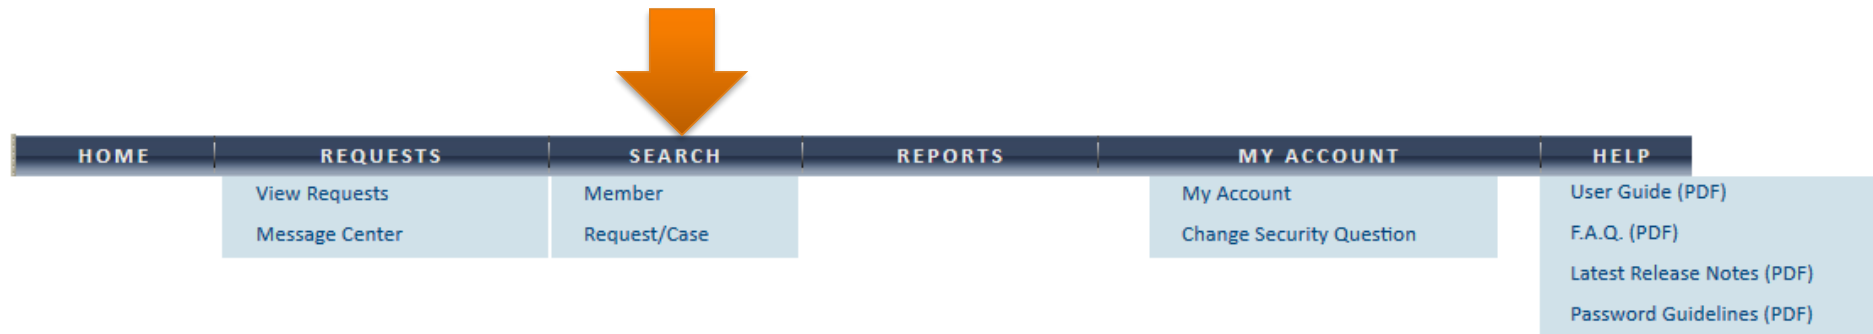 HOME REQUESTS SEARCH REPORTS MY ACCOUNT HELP
View Requests
Message Center
Member
Request/Case
My Account
Change Security Question
User Guide (PDF)
F.A.Q. (PDF)
Latest Release Notes (PDF)
Password Guidelines (PDF)